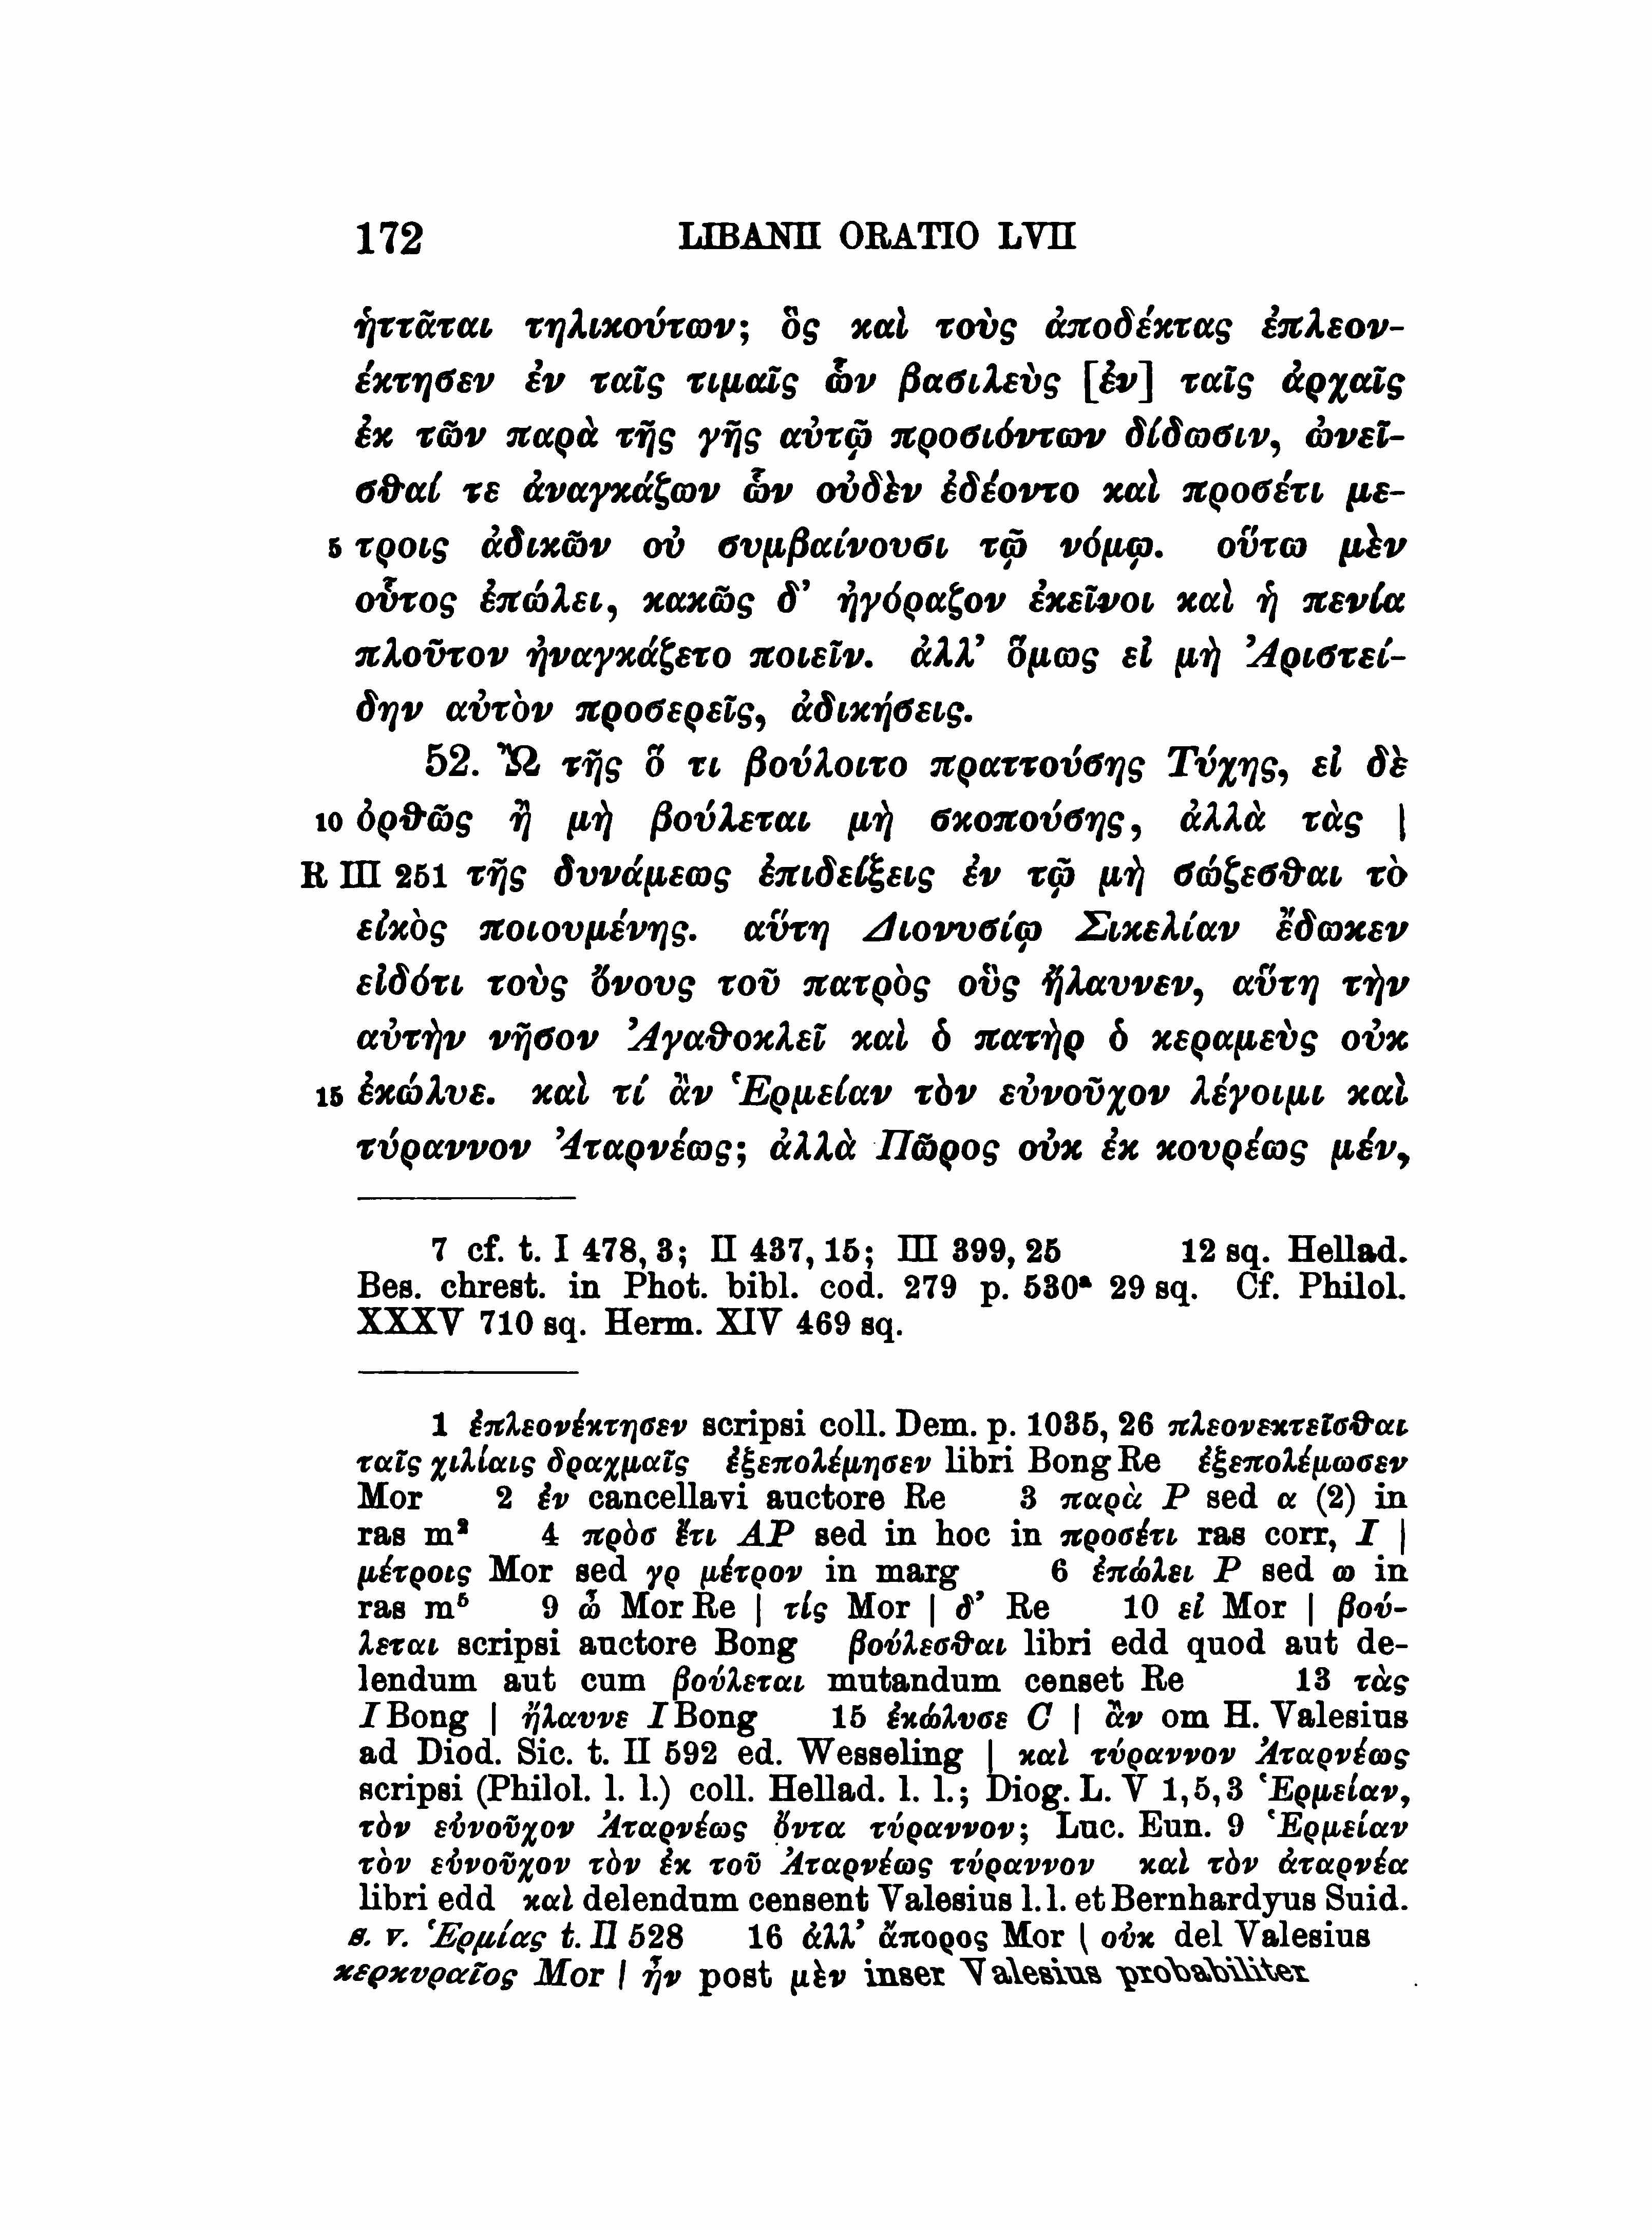 172 LIBANII ORATIO LVII
ἡττᾶται τηλικούτων; ὃς καὶ τοὺς ἀποδέκτας ἐπλεον-
έκτησεν ἐν ταῖς τιμαῖς ὧν βασιλεὺς [ἐν] ταῖς ἀρχαῖς
ἐκ τῶν παρὰ τῆς γῆς αὐτῷ προσιόντων δίδωσιν, ὠνεῖ-
σθαί τε ἀναγκάζων ὧν οὐδὲν ἐδέοντο καὶ προσέτι μέ-
5 τροις ἀδικῶν οὐ συμβαίνουσι τῷ νόμῳ. οὕτω μὲν
οὗτος ἐπώλει, κακῶς δ’ ἠγόραζον ἐκεῖνοι καὶ ἡ πενία
πλοῦτον ἠναγκάζετο ποιεῖν. ἀλλ’ ὅμως εἰ μὴ Ἀριστεί-
δην αὐτὸν προσερεῖς, ἀδικήσεις.
52. Ὢ τῆς ὅ τι βούλοιτο πραττούσης Τύχης, εἰ δὲ
10 ὀρθῶς ἢ μὴ βούλεται μὴ σκοπούσης, ἀλλὰ τὰς |
R III 251 τῆς δυνάμεως ἐπιδείξεις ἐν τῷ μὴ σώζεσθαι τὸ
εἰκὸς ποιουμένης. αὕτη Διονυσίῳ Σικελίαν ἔδωκεν
εἰδότι τοὺς ὄνους τοῦ πατρὸς οὓς ἤλαυνεν, αὕτη τὴν
αὐτὴν νῆσον Ἀγαθοκλεῖ καὶ ὁ πατὴρ ὁ κεραμεὺς οὐκ
15 ἐκώλυε. καὶ τί ἂν Ἑρμείαν τὸν εὐνοῦχον λέγοιμι καὶ
τύραννον Ἀταρνέως; ἀλλὰ Πῶρος οὐκ ἐκ κουρέως μέν,
7 cf. t. I 478, 3; II 437, 15; III 399, 25 12 sq. Hellad.
Bes. chrest. in Phot. bibl. cod. 279 p. 530ᵃ 29 sq. Cf. Philol.
XXXV 710 sq. Herm. XIV 469 sq.
1 ἐπλεονέκτησεν scripsi coll. Dem. p. 1035, 26 πλεονεκτεῖσθαι
ταῖς χιλίαις δραχμαῖς ἐξεπολέμησεν libri Bong Re ἐξεπολέμωσεν
Mor 2 ἐν cancellavi auctore Re 3 παρὰ P sed α (2) in
ras m² 4 πρὸσ ἔτι AP sed in hoc in προσέτι ras corr, I |
μέτροις Mor sed γρ μέτρον in marg 6 ἐπώλει P sed ω in
ras m⁵ 9 ὦ Mor Re | τίς Mor | δ’ Re 10 εἰ Mor | βού-
λεται scripsi auctore Bong βούλεσθαι libri edd quod aut de-
lendum aut cum βούλεται mutandum censet Re 13 τὰς
I Bong | ἤλαυνε I Bong 15 ἐκώλυσε C | ἂν om H. Valesius
ad Diod. Sic. t. II 592 ed. Wesseling | καὶ τύραννον Ἀταρνέως
scripsi (Philol. l. l.) coll. Hellad. l. l.; Diog. L. V 1,5,3 Ἑρμείαν,
τὸν εὐνοῦχον Ἀταρνέως ὄντα τύραννον; Luc. Eun. 9 Ἑρμείαν
τὸν εὐνοῦχον τὸν ἐκ τοῦ Ἀταρνέως τύραννον καὶ τὸν ἀταρνέα
libri edd καὶ delendum censent Valesius l. l. et Bernhardyus Suid.
s. v. Ἑρμίας t. II 528 16 ἀλλ’ ἄπορος Mor | οὐκ del Valesius
κερκυραῖος Mor | ἦν post μὲν inser Valesius probabiliter